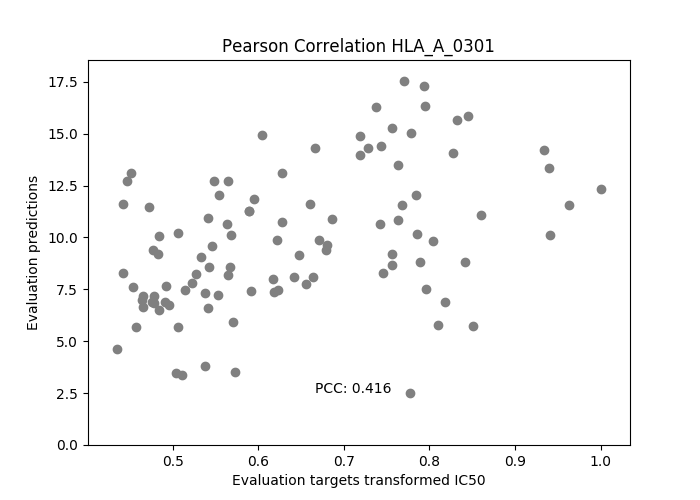 Pearson Correlation HLA_A_0301
17.5
15.0
12.5
10.0
7.5
5.0
2.5
0.0
Evaluation predictions
PCC: 0.416
0.5 0.6 0.7 0.8 0.9 1.0
Evaluation targets transformed IC50